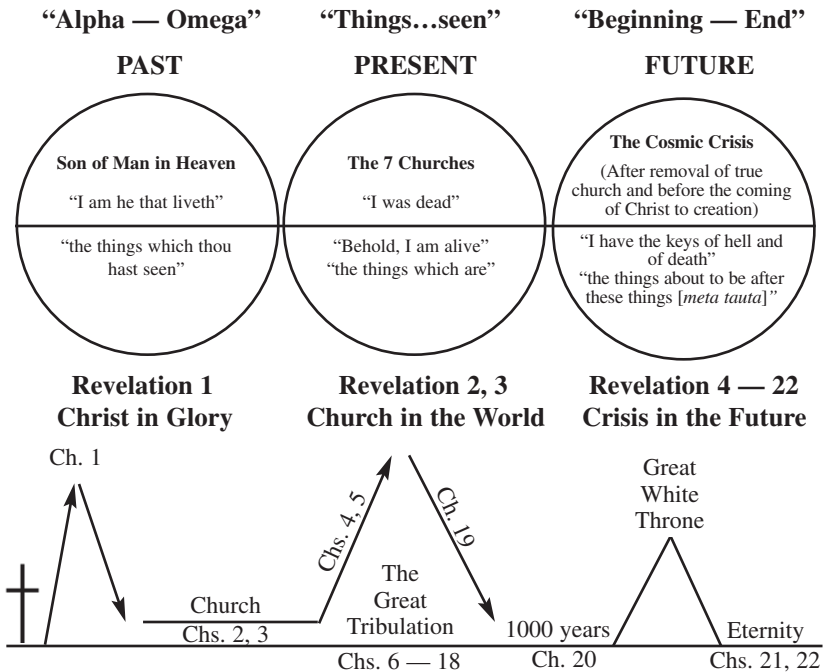 “Alpha — Omega”
“Things…seen”
“Beginning — End”
PAST
PRESENT
FUTURE
Son of Man in Heaven
“I am he that liveth”
“the things which thou
hast seen”
The 7 Churches
“I was dead”
“Behold, I am alive”
“the things which are”
The Cosmic Crisis
(After removal of true
church and before the coming
of Christ to creation)
“I have the keys of hell and
of death”
“the things about to be after
these things [meta tauta]”
Revelation 1
Christ in Glory
Revelation 2, 3
Church in the World
Revelation 4 — 22
Crisis in the Future
Ch. 1
Church
Chs. 2, 3
Chs. 4, 5
The
Great
Tribulation
Chs. 6 — 18
Ch. 19
1000 years
Ch. 20
Great
White
Throne
Eternity
Chs. 21, 22